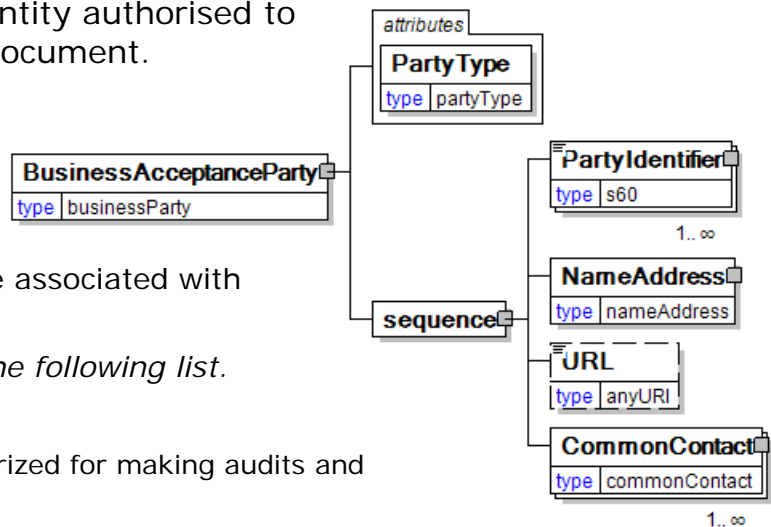 ntity authorised to
ocument.
attributes
PartyType
type partyType
BusinessAcceptanceParty
type businessParty
PartyIdentifier
type s60
1.. ∞
e associated with
NameAddress
type nameAddress
sequence
he following list.
URL
type anyURI
rized for making audits and
CommonContact
type commonContact
1.. ∞